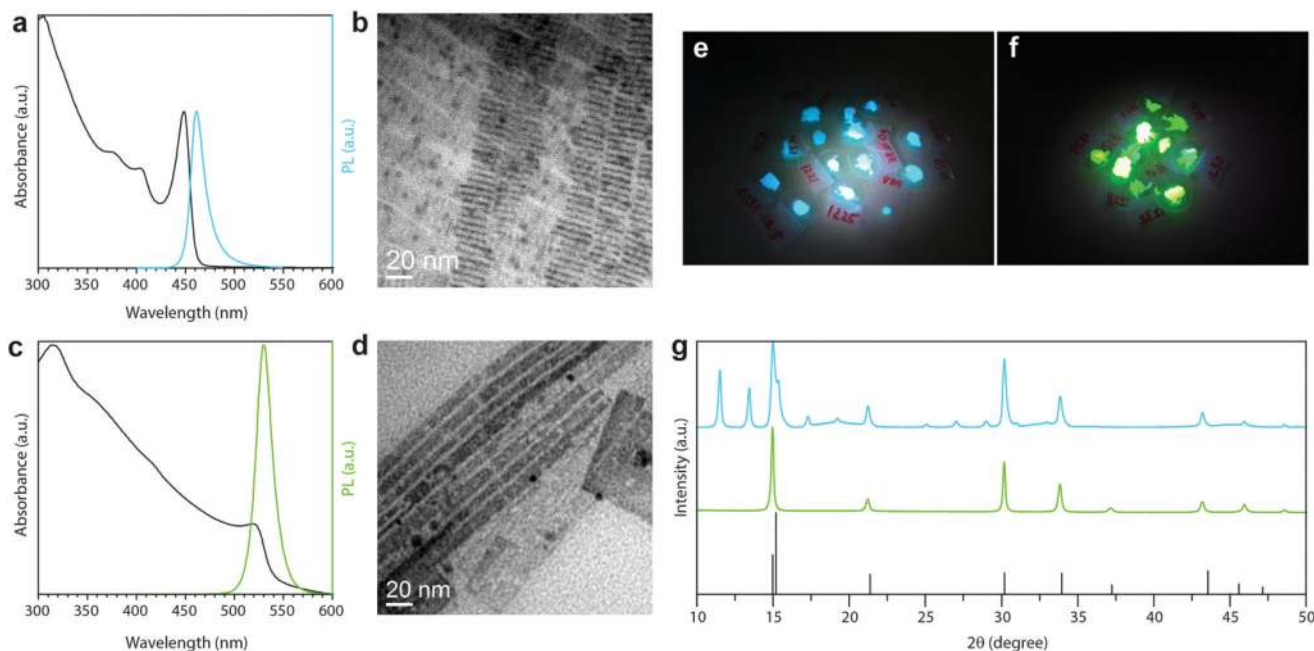 a
Absorbance (a.u.)
PL (a.u.)
300 350 400 450 500 550 600
Wavelength (nm)
b
20 nm
c
Absorbance (a.u.)
PL (a.u.)
300 350 400 450 500 550 600
Wavelength (nm)
d
20 nm
e
1225
f
g
Intensity (a.u.)
10 15 20 25 30 35 40 45 50
2θ (degree)